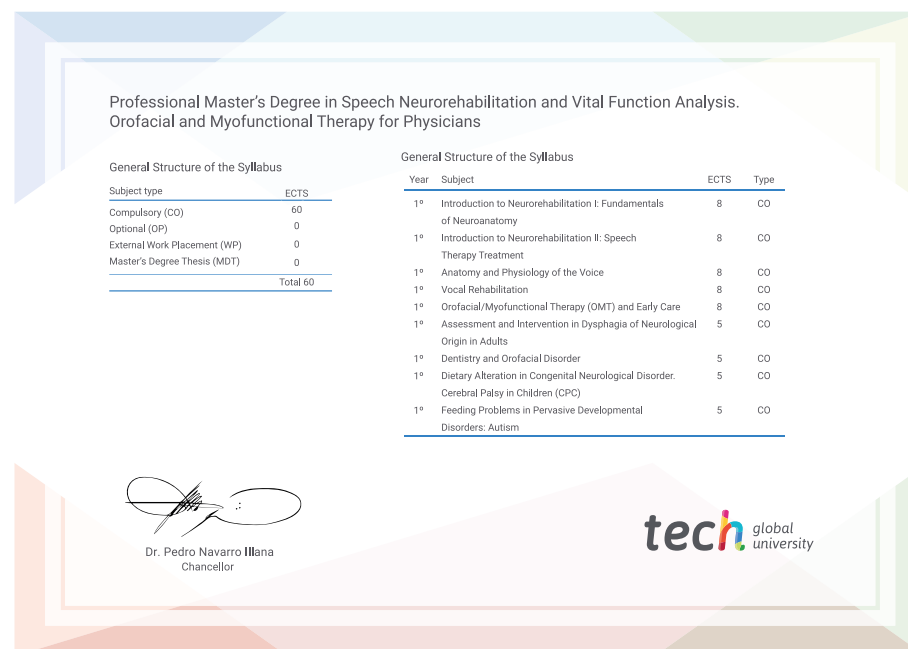 Professional Master's Degree in Speech Neurorehabilitation and Vital Function Analysis.
Orofacial and Myofunctional Therapy for Physicians
General Structure of the Syllabus
Subject type ECTS
Compulsory (CO) 60
Optional (OP) 0
External Work Placement (WP) 0
Master's Degree Thesis (MDT) 0
Total 60
General Structure of the Syllabus
Year Subject ECTS Type
1º Introduction to Neurorehabilitation I: Fundamentals 8 CO
of Neuroanatomy
1º Introduction to Neurorehabilitation II: Speech 8 CO
Therapy Treatment
1º Anatomy and Physiology of the Voice 8 CO
1º Vocal Rehabilitation 8 CO
1º Orofacial/Myofunctional Therapy (OMT) and Early Care 8 CO
1º Assessment and Intervention in Dysphagia of Neurological 5 CO
Origin in Adults
1º Dentistry and Orofacial Disorder 5 CO
1º Dietary Alteration in Congenital Neurological Disorder. 5 CO
Cerebral Palsy in Children (CPC)
1º Feeding Problems in Pervasive Developmental 5 CO
Disorders: Autism
Dr. Pedro Navarro Illana
Chancellor
tech global
university